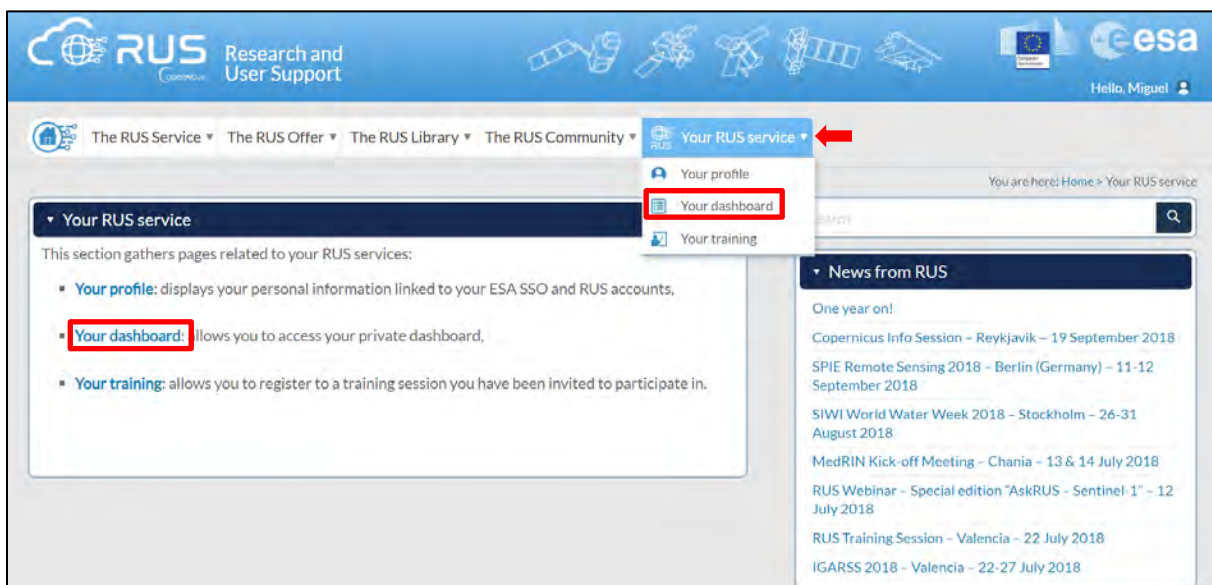 RUS
Research and
User Support
esa
Hello, Miguel
The RUS Service The RUS Offer The RUS Library The RUS Community Your RUS service
Your profile
Your dashboard
Your training
You are here: Home > Your RUS service
Your RUS service
This section gathers pages related to your RUS services:
Your profile: displays your personal information linked to your ESA SSO and RUS accounts,
Your dashboard: allows you to access your private dashboard,
Your training: allows you to register to a training session you have been invited to participate in.
News from RUS
One year on!
Copernicus Info Session – Reykjavik – 19 September 2018
SPIE Remote Sensing 2018 – Berlin (Germany) – 11-12
September 2018
SIWI World Water Week 2018 – Stockholm – 26-31
August 2018
MedRIN Kick-off Meeting – Chania – 13 & 14 July 2018
RUS Webinar – Special edition "AskRUS – Sentinel-1" – 12
July 2018
RUS Training Session – Valencia – 22 July 2018
IGARSS 2018 – Valencia – 22-27 July 2018